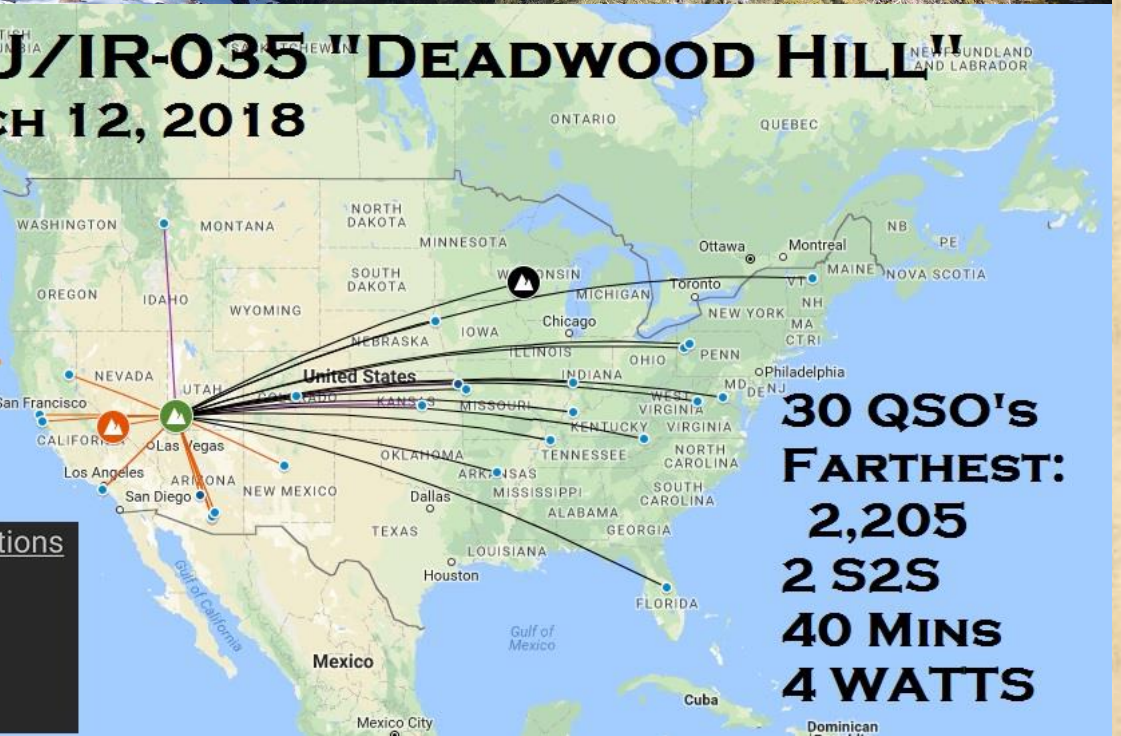 J/IR-035 "DEADWOOD HILL"
CH 12, 2018
NEWFOUNDLAND
AND LABRADOR
ONTARIO
QUEBEC
WASHINGTON
MONTANA
NORTH
DAKOTA
MINNESOTA
Ottawa
Montreal
NB
PE
SOUTH
DAKOTA
MICHIGAN
Toronto
VT
MAINE
NOVA SCOTIA
OREGON
IDAHO
WYOMING
NH
NEW YORK
MA
CT RI
Chicago
IOWA
NEBRASKA
ILLINOIS
OHIO
PENN
NEVADA
UTAH
United States
INDIANA
Philadelphia
MD
DE
NJ
San Francisco
COLORADO
KANSAS
MISSOURI
WEST
VIRGINIA
KENTUCKY
VIRGINIA
Las Vegas
OKLAHOMA
TENNESSEE
NORTH
CAROLINA
Los Angeles
ARIZONA
NEW MEXICO
ARKANSAS
San Diego
Dallas
MISSISSIPPI
SOUTH
CAROLINA
ALABAMA
TEXAS
GEORGIA
LOUISIANA
Houston
FLORIDA
Gulf of California
Gulf of
Mexico
Mexico
Cuba
Mexico City
Dominican
tions
30 QSO's
FARTHEST:
2,205
2 S2S
40 MINS
4 WATTS